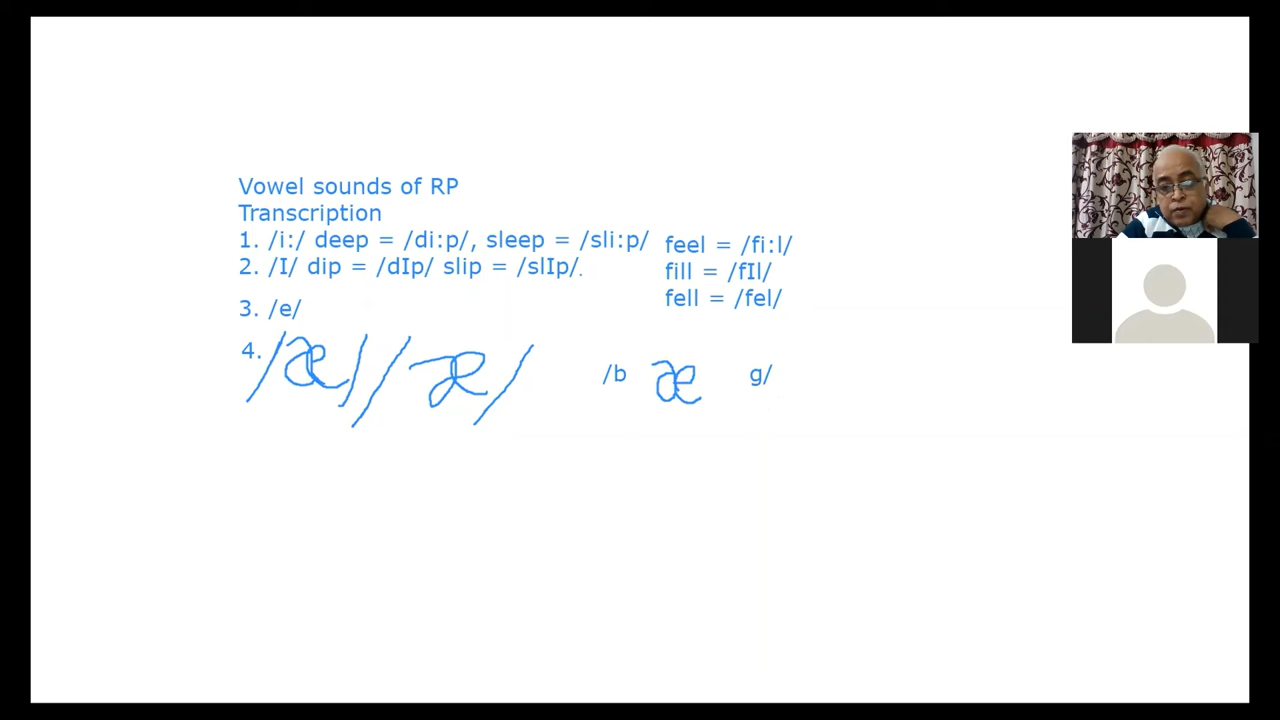 Vowel sounds of RP
Transcription
1. /i:/ deep = /di:p/, sleep = /sli:p/
2. /I/ dip = /dIp/ slip = /slIp/.
3. /e/
4. /æ/ /æ/
feel = /fi:l/
fill = /fIl/
fell = /fel/
/b æ g/